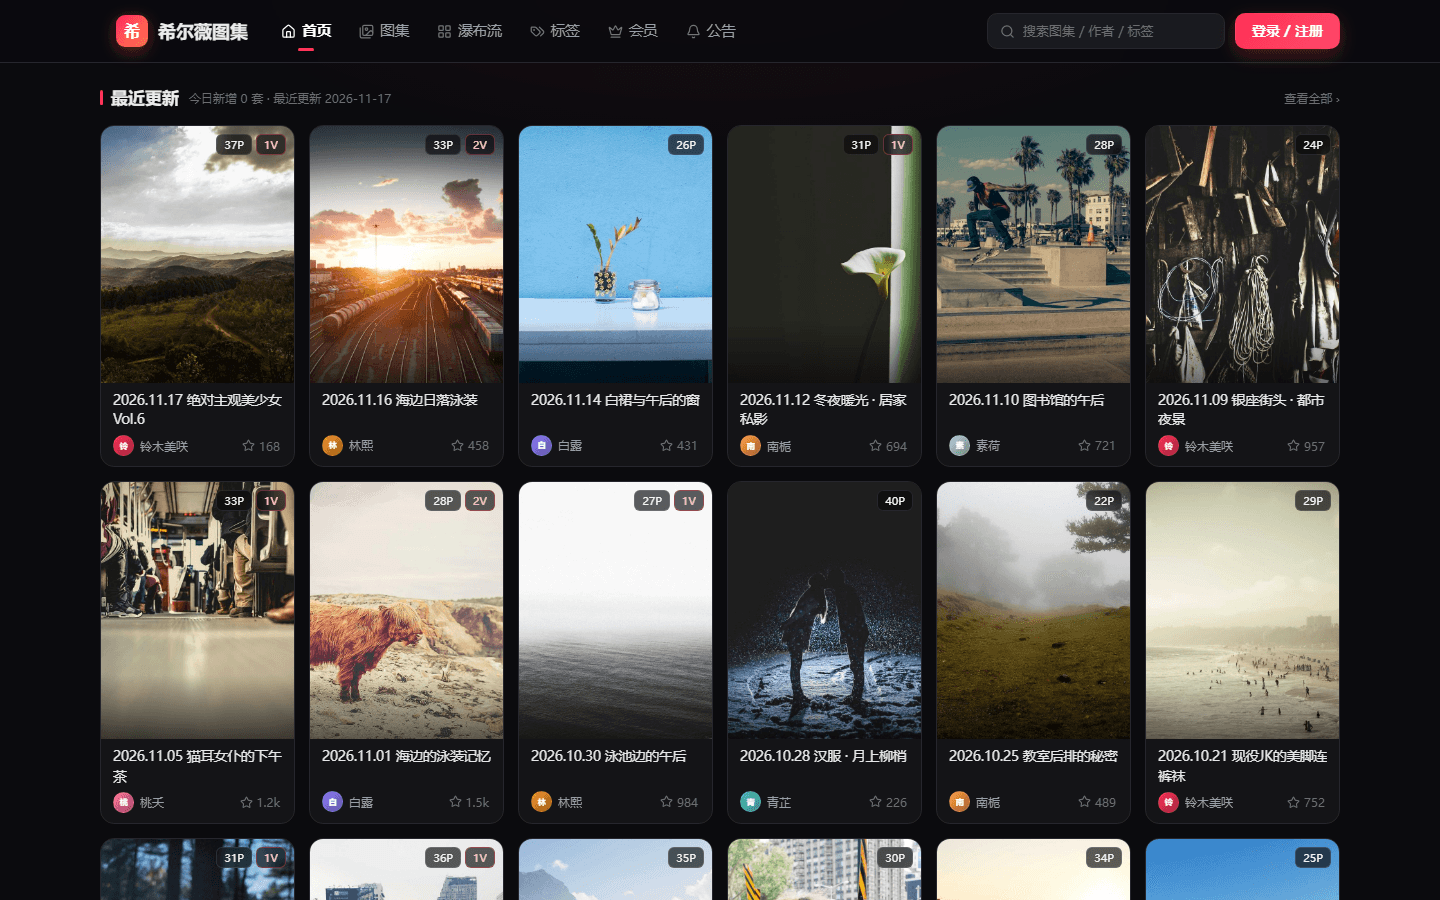 希 希尔薇图集 首页 图集 瀑布流 标签 会员 公告 搜索图集 / 作者 / 标签 登录 / 注册
最近更新 今日新增 0 套 · 最近更新 2026-11-17 查看全部 ›
37P 1V
33P 2V
26P
31P 1V
28P
24P
2026.11.17 绝对主观美少女
Vol.6
铃 铃木美咲 168
2026.11.16 海边日落泳装
林 林熙 458
2026.11.14 白裙与午后的窗
白 白露 431
2026.11.12 冬夜暖光 · 居家
私影
南 南栀 694
2026.11.10 图书馆的午后
素 素荷 721
2026.11.09 银座街头 · 都市
夜景
铃 铃木美咲 957
33P 1V
28P 2V
27P 1V
40P
22P
29P
2026.11.05 猫耳女仆的下午
茶
桃 桃夭 1.2k
2026.11.01 海边的泳装记忆
白 白露 1.5k
2026.10.30 泳池边的午后
林 林熙 984
2026.10.28 汉服 · 月上柳梢
青 青芷 226
2026.10.25 教室后排的秘密
南 南栀 489
2026.10.21 现役JK的美脚连
裤袜
铃 铃木美咲 752
31P 1V
36P 1V
35P
30P
34P
25P